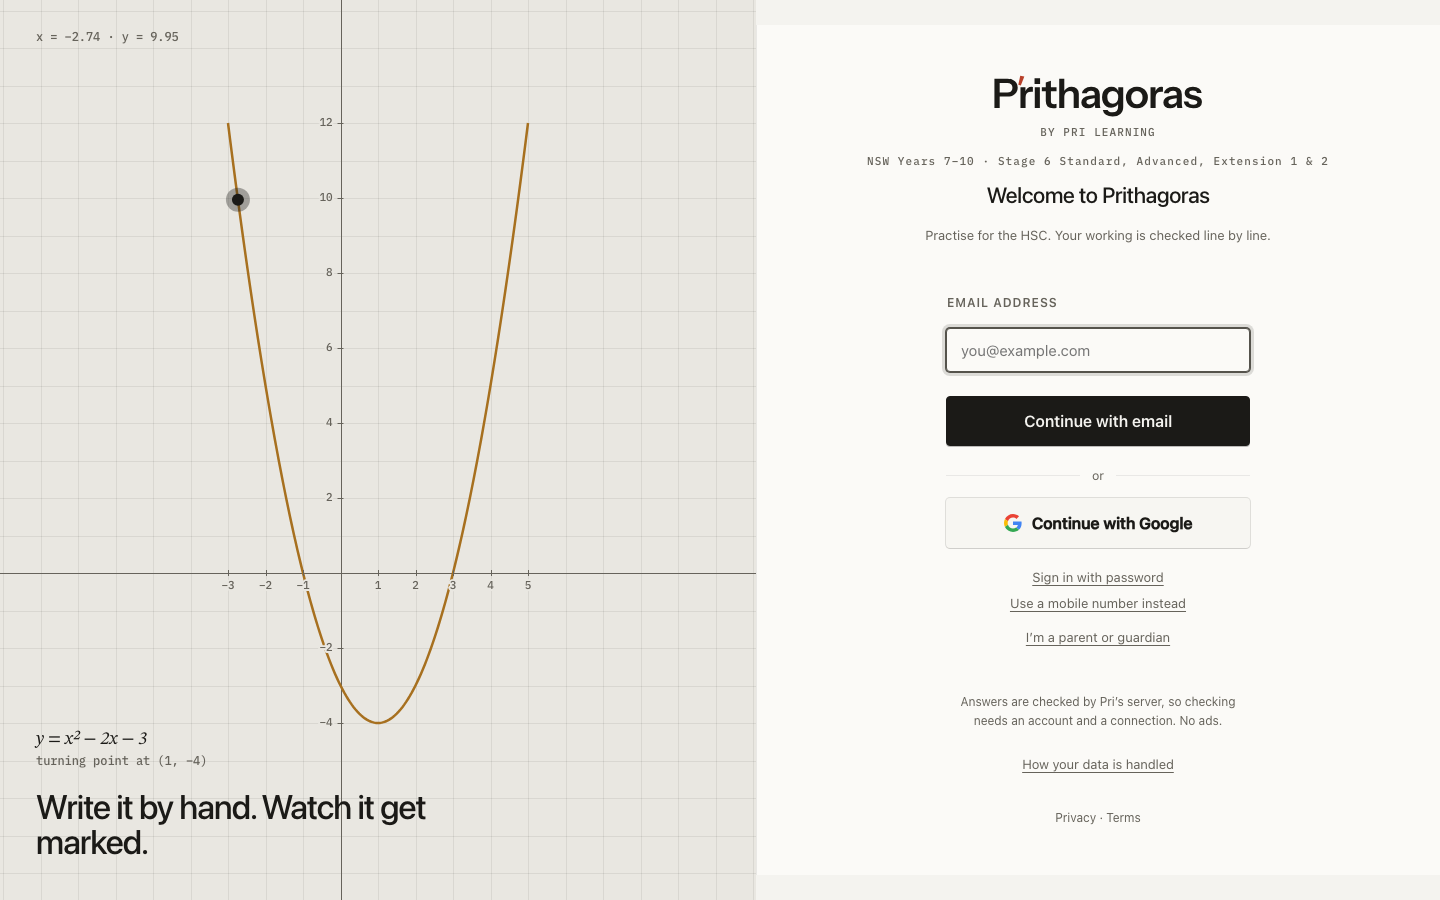 x = −2.74 · y = 9.95
12
10
8
6
4
2
−3 −2 −1 1 2 3 4 5
−2
−4
y = x² − 2x − 3
turning point at (1, −4)
Write it by hand. Watch it get
marked.
Prithagoras
BY PRI LEARNING
NSW Years 7–10 · Stage 6 Standard, Advanced, Extension 1 & 2
Welcome to Prithagoras
Practise for the HSC. Your working is checked line by line.
EMAIL ADDRESS
you@example.com
Continue with email
or
Continue with Google
Sign in with password
Use a mobile number instead
I’m a parent or guardian
Answers are checked by Pri’s server, so checking
needs an account and a connection. No ads.
How your data is handled
Privacy · Terms